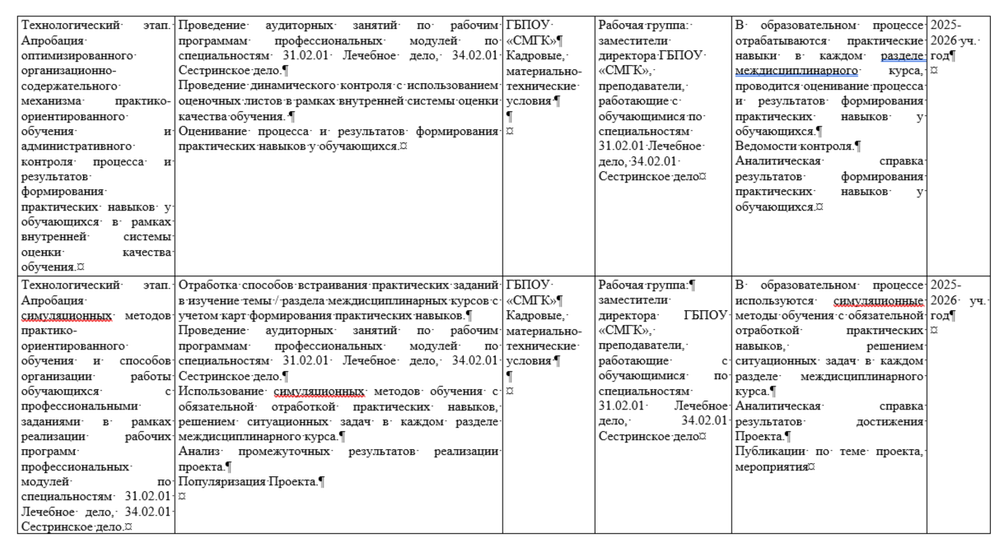 Технологический этап.
Апробация
оптимизированного
организационно-
содержательного
механизма практико-
ориентированного
обучения и
административного
контроля процесса и
результатов
формирования
практических навыков у
обучающихся в рамках
внутренней системы
оценки качества
обучения.¤
Проведение аудиторных занятий по рабочим
программам профессиональных модулей по
специальностям 31.02.01 Лечебное дело, 34.02.01
Сестринское дело.¶
Проведение динамического контроля с использованием
оценочных листов в рамках внутренней системы оценки
качества обучения. ¶
Оценивание процесса и результатов формирования
практических навыков у обучающихся.¤
ГБПОУ
«СМГК»¶
Кадровые,
материально-
технические
условия ¶
¶
¤
Рабочая группа:
заместители
директора ГБПОУ
«СМГК»,
преподаватели,
работающие с
обучающимися по
специальностям
31.02.01 Лечебное
дело, 34.02.01
Сестринское дело¤
В образовательном процессе
отрабатываются практические
навыки в каждом разделе
междисциплинарного курса,
проводится оценивание процесса
и результатов формирования
практических навыков у
обучающихся.¶
Ведомости контроля.¶
Аналитическая справка
результатов формирования
практических навыков у
обучающихся.¤
2025-
2026 уч.
год¶
¤
Технологический этап.
Апробация
симуляционных методов
практико-
ориентированного
обучения и способов
организации работы
обучающихся с
профессиональными
заданиями в рамках
реализации рабочих
программ
профессиональных
модулей по
специальностям 31.02.01
Лечебное дело, 34.02.01
Сестринское дело.¤
Отработка способов встраивания практических заданий
в изучение темы / раздела междисциплинарных курсов с
учетом карт формирования практических навыков.¶
Проведение аудиторных занятий по рабочим
программам профессиональных модулей по
специальностям 31.02.01 Лечебное дело, 34.02.01
Сестринское дело.¶
Использование симуляционных методов обучения с
обязательной отработкой практических навыков,
решением ситуационных задач в каждом разделе
междисциплинарного курса.¶
Анализ промежуточных результатов реализации
проекта.¶
Популяризация Проекта.¶
¤
ГБПОУ
«СМГК»¶
Кадровые,
материально-
технические
условия ¶
¶
¤
Рабочая группа:¶
заместители
директора ГБПОУ
«СМГК»,
преподаватели,
работающие с
обучающимися по
специальностям
31.02.01 Лечебное
дело, 34.02.01
Сестринское дело¤
В образовательном процессе
используются симуляционные
методы обучения с обязательной
отработкой практических
навыков, решением
ситуационных задач в каждом
разделе междисциплинарного
курса.¶
Аналитическая справка
результатов достижения
Проекта.¶
Публикации по теме проекта,
мероприятия¤
2025-
2026 уч.
год¶
¤